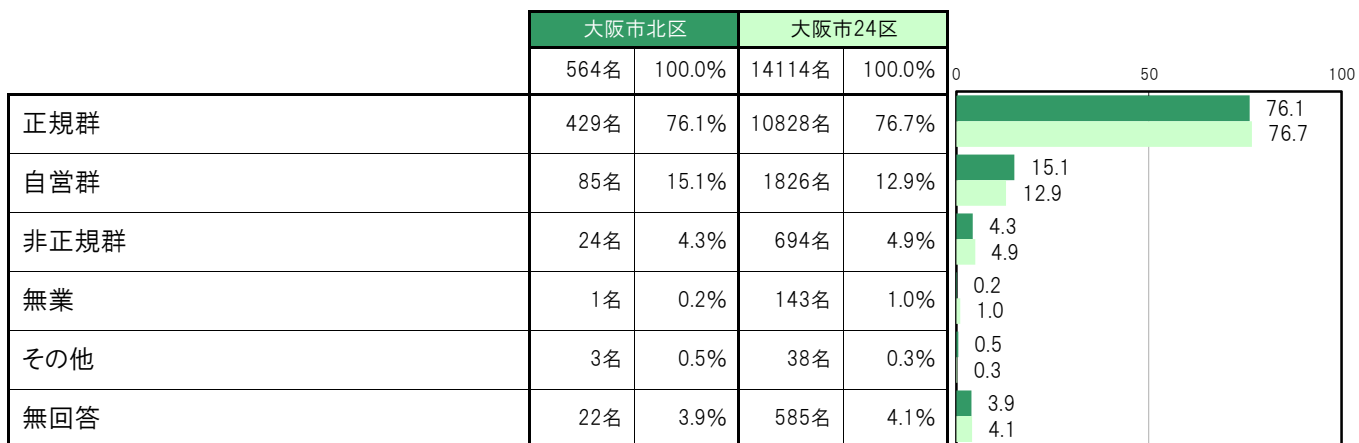 大阪市北区 大阪市24区
564名 100.0% 14114名 100.0% 0 50 100
正規群 429名 76.1% 10828名 76.7% 76.1
76.7
自営群 85名 15.1% 1826名 12.9% 15.1
12.9
非正規群 24名 4.3% 694名 4.9% 4.3
4.9
無業 1名 0.2% 143名 1.0% 0.2
1.0
その他 3名 0.5% 38名 0.3% 0.5
0.3
無回答 22名 3.9% 585名 4.1% 3.9
4.1